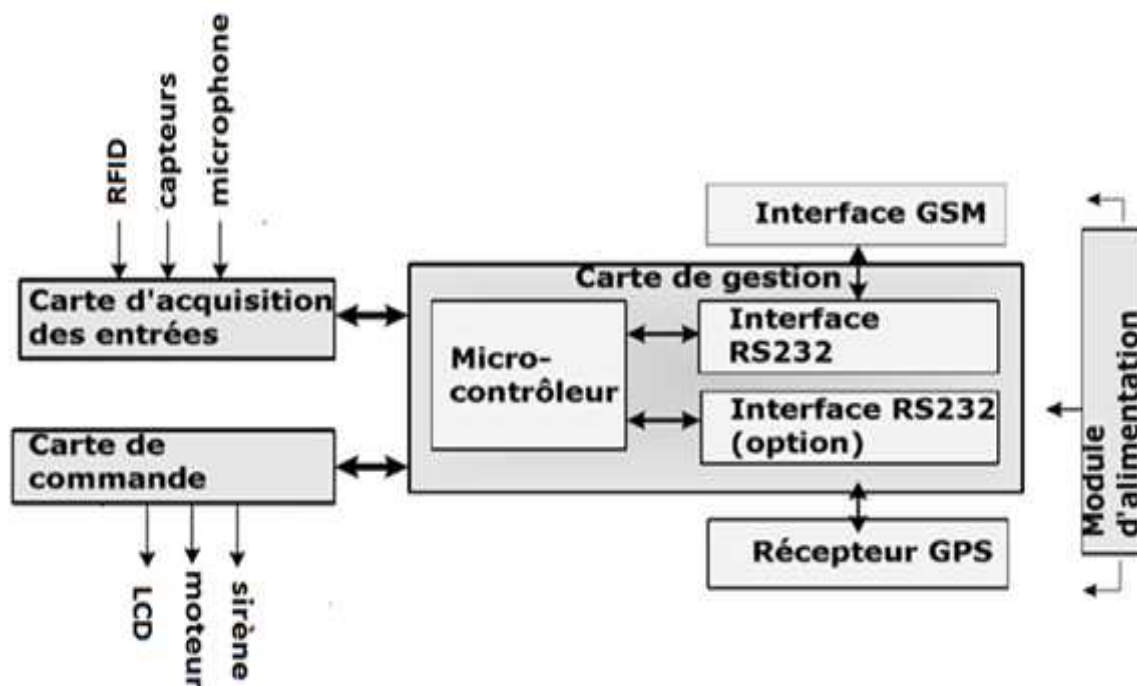 RFID
capteurs
microphone
Carte d'acquisition
des entrées
Carte de
commande
LCD
moteur
sirène
Interface GSM
Carte de gestion
Micro-
contrôleur
Interface
RS232
Interface RS232
(option)
Récepteur GPS
Module
d'alimentation